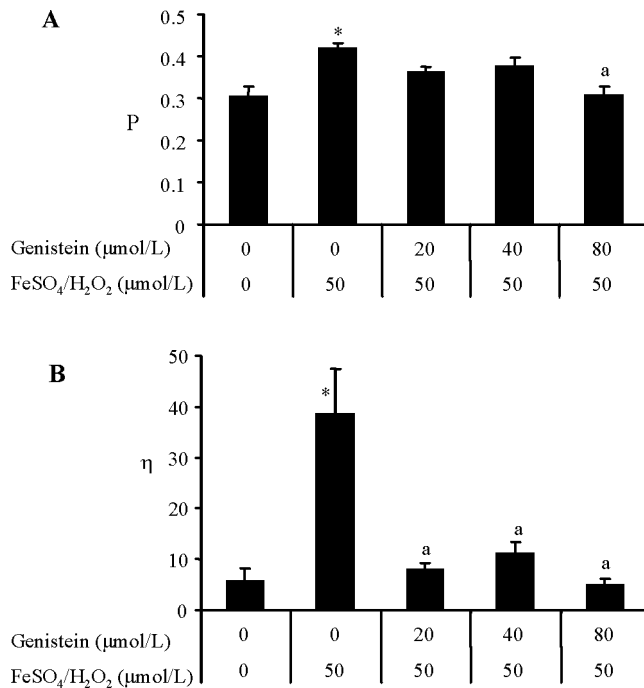 A
P
0.5
0.4
0.3
0.2
0.1
0
*
a
Genistein (μmol/L) 0 0 20 40 80
FeSO₄/H₂O₂ (μmol/L) 0 50 50 50 50
B
η
50
40
30
20
10
0
*
a
a
a
Genistein (μmol/L) 0 0 20 40 80
FeSO₄/H₂O₂ (μmol/L) 0 50 50 50 50